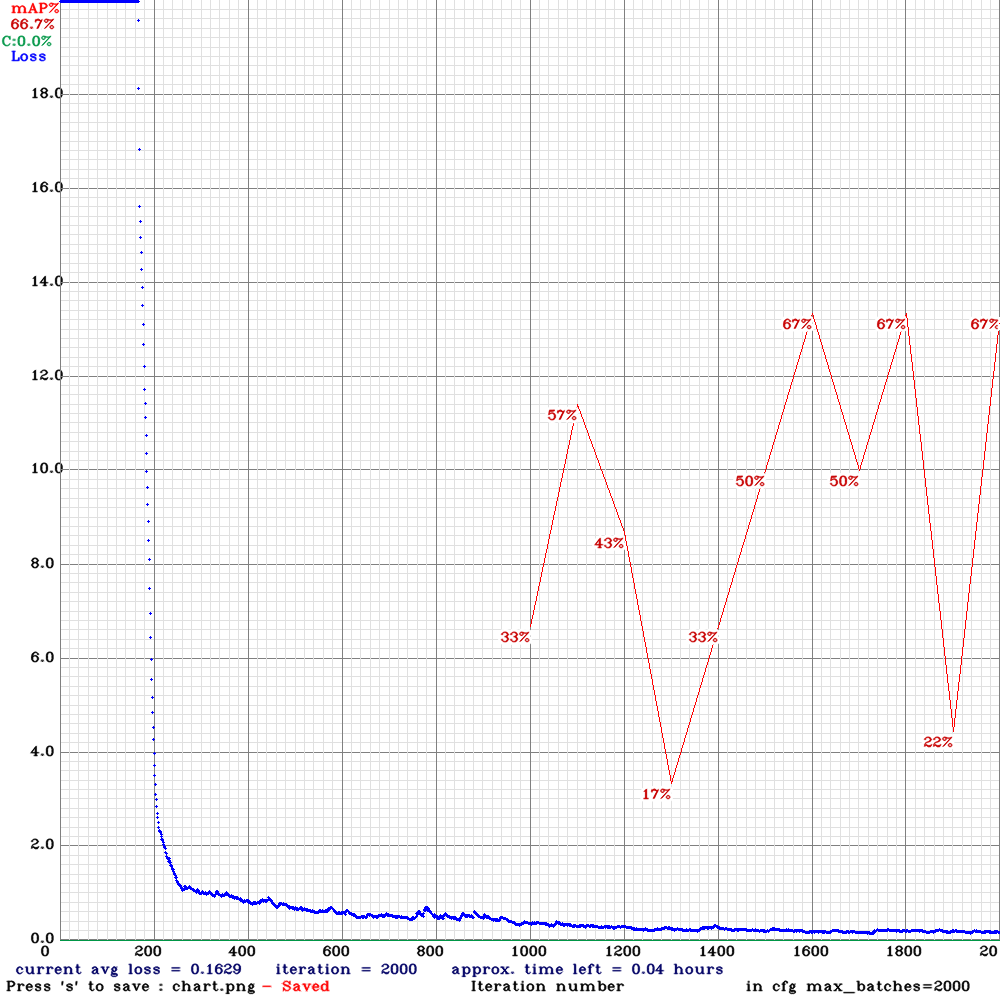 mAP%
66.7%
C:0.0%
Loss
18.0
16.0
14.0
12.0
10.0
8.0
6.0
4.0
2.0
0.0
67% 67% 67%
57%
50% 50%
43%
33% 33%
22%
17%
0 200 400 600 800 1000 1200 1400 1600 1800 20
current avg loss = 0.1629 iteration = 2000 approx. time left = 0.04 hours
Press 's' to save : chart.png - Saved Iteration number in cfg max_batches=2000